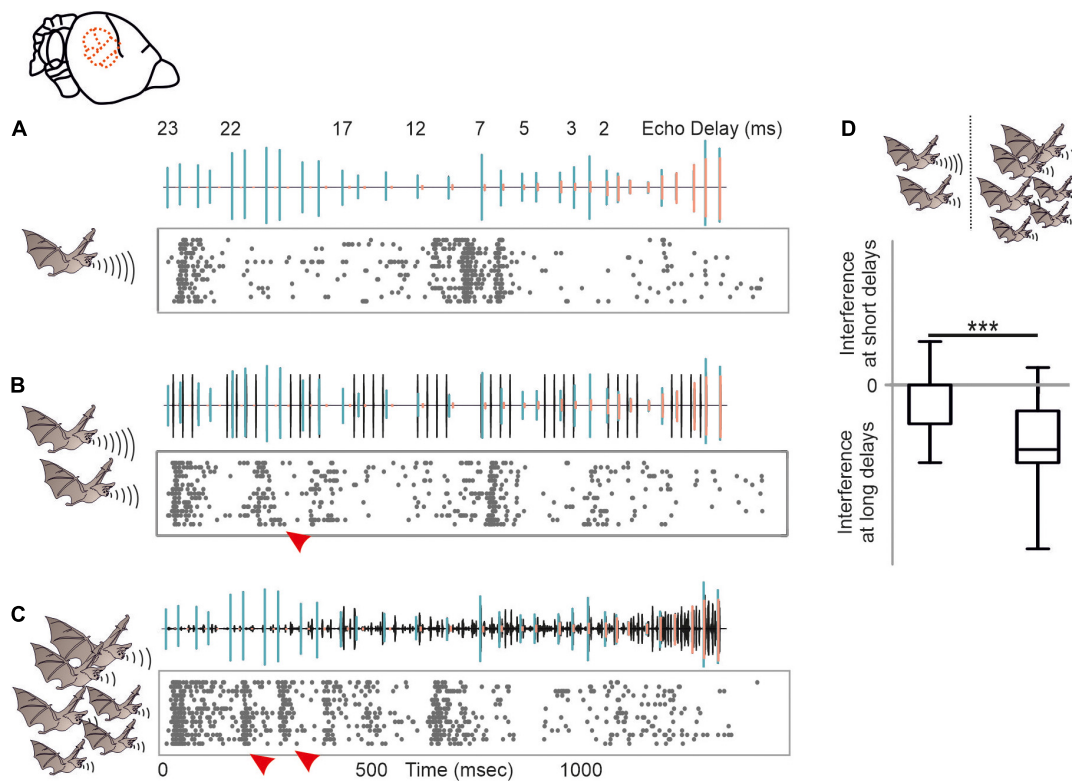 A
23 22 17 12 7 5 3 2 Echo Delay (ms)
B
C
0 500 Time (msec) 1000
D
Interference
at short delays
***
0
Interference
at long delays